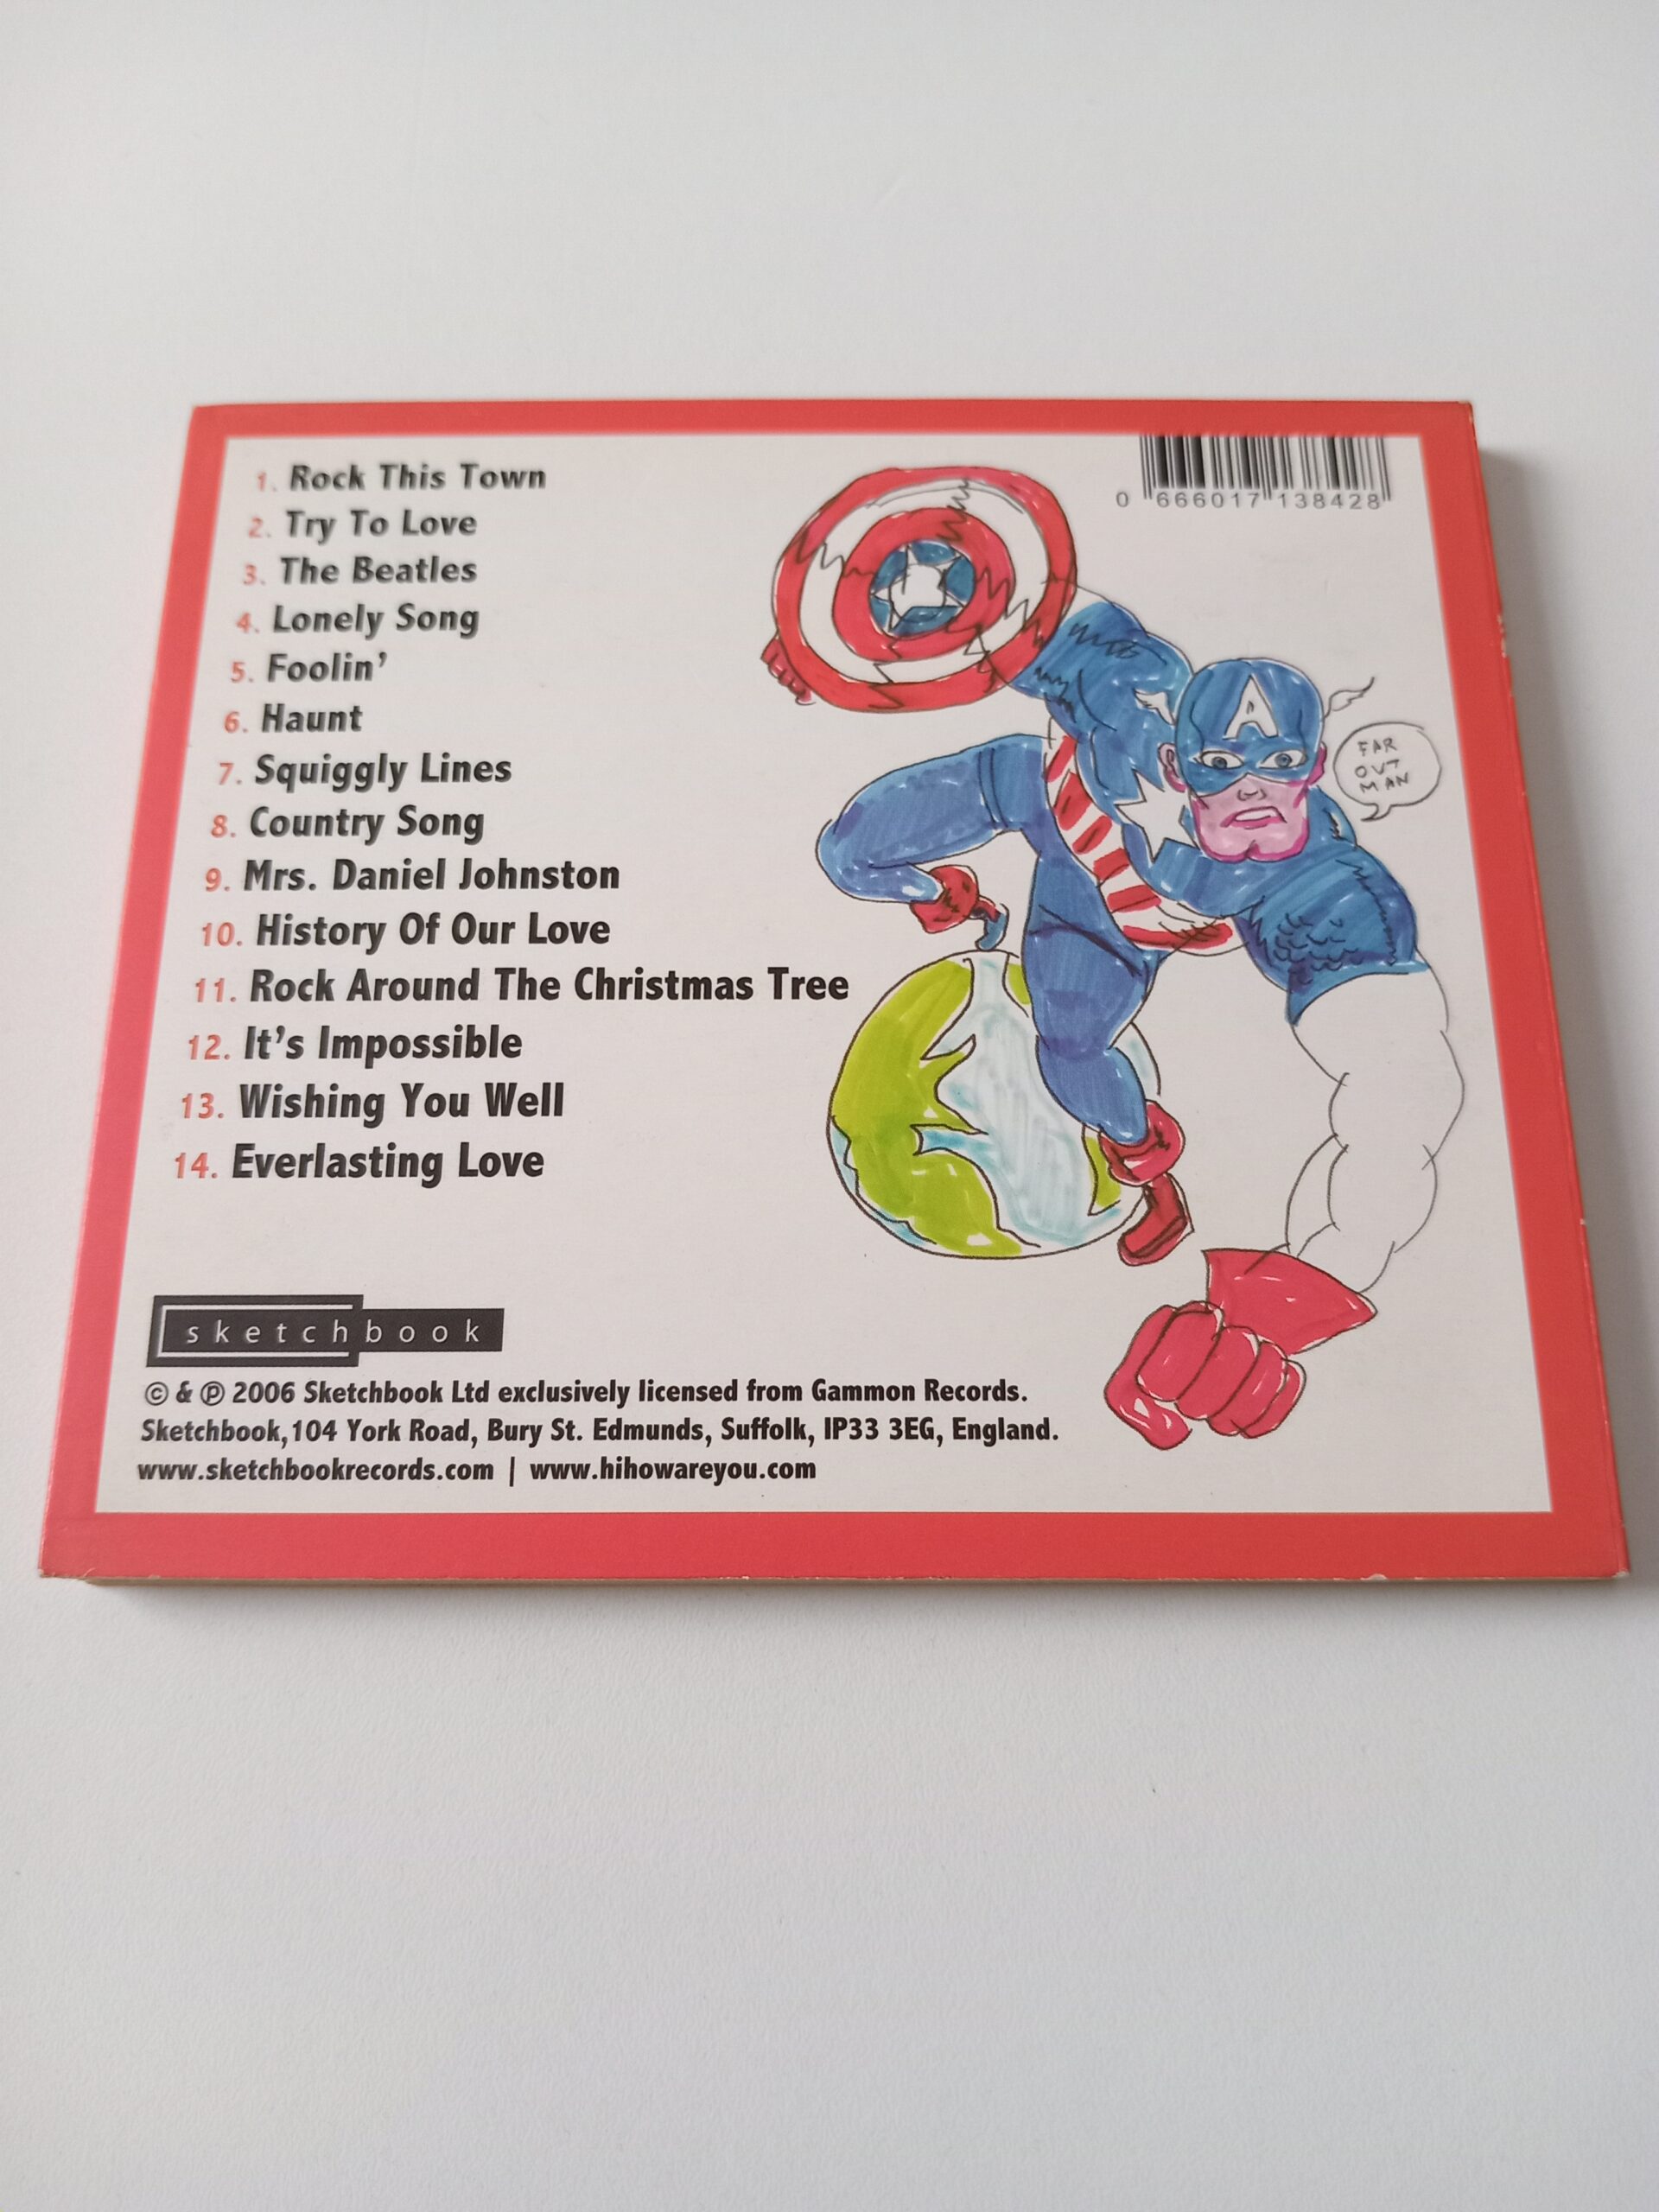 1. Rock This Town
2. Try To Love
3. The Beatles
4. Lonely Song
5. Foolin’
6. Haunt
7. Squiggly Lines
8. Country Song
9. Mrs. Daniel Johnston
10. History Of Our Love
11. Rock Around The Christmas Tree
12. It’s Impossible
13. Wishing You Well
14. Everlasting Love
0 666017 138428
A
FAR
OUT
MAN
sketchbook
© & ℗ 2006 Sketchbook Ltd exclusively licensed from Gammon Records.
Sketchbook, 104 York Road, Bury St. Edmunds, Suffolk, IP33 3EG, England.
www.sketchbookrecords.com | www.hihowareyou.com